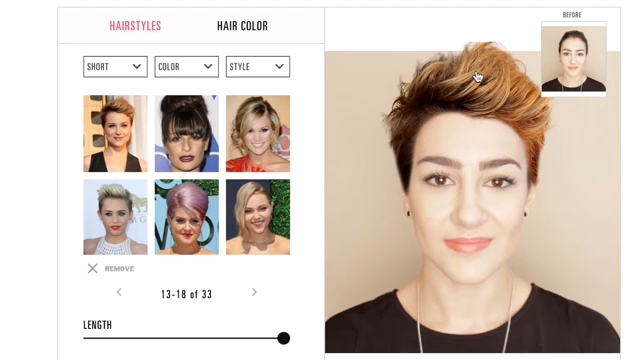 HAIRSTYLES HAIR COLOR
BEFORE
SHORT COLOR STYLE
REMOVE
13-18 of 33
LENGTH